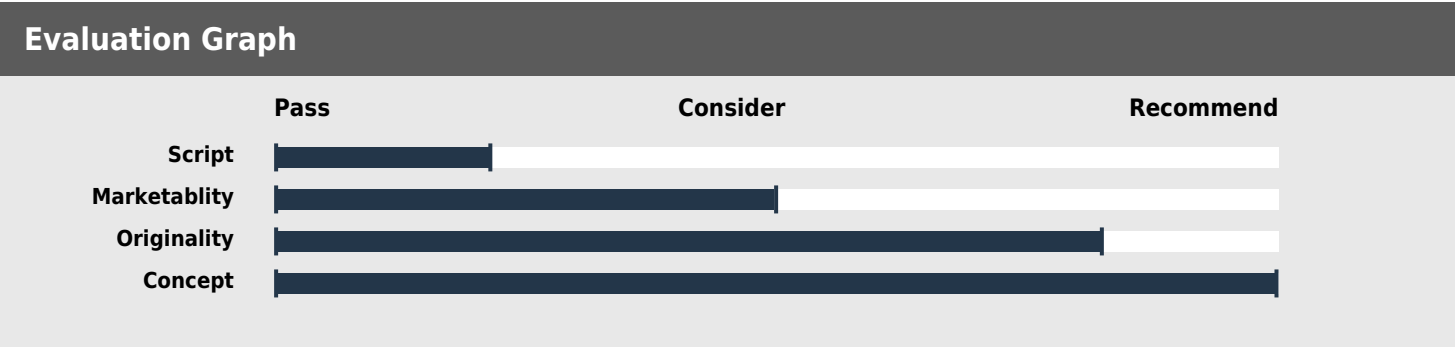 Evaluation Graph
Pass Consider Recommend
Script
Marketablity
Originality
Concept